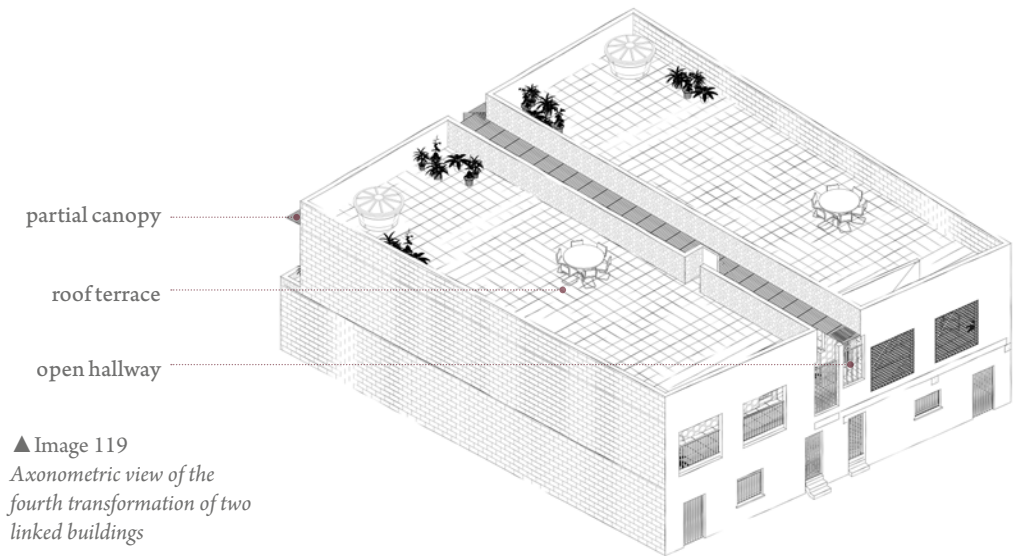 partial canopy
roof terrace
open hallway
▲ Image 119
Axonometric view of the
fourth transformation of two
linked buildings